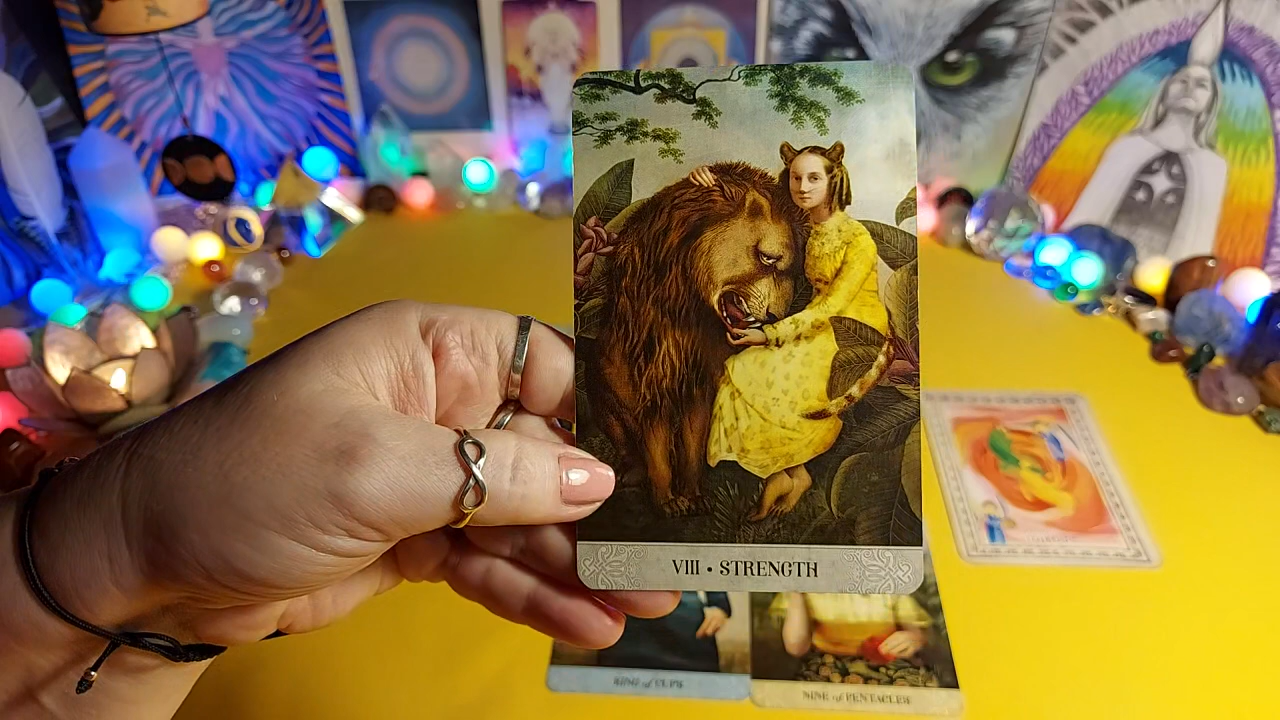 VIII • STRENGTH
KING of CUPS
NINE of PENTACLES